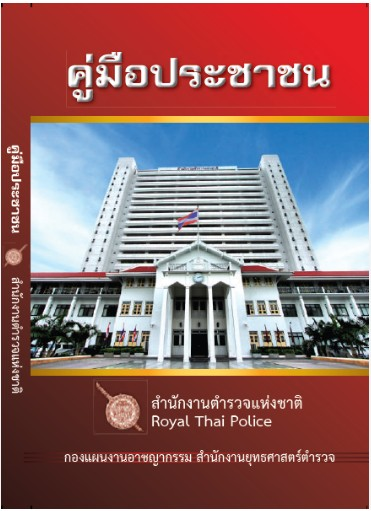 คู่มือประชาชน
คู่มือประชาชน
สำนักงานตำรวจแห่งชาติ
สำนักงานตำรวจแห่งชาติ
Royal Thai Police
กองแผนงานอาชญากรรม สำนักงานยุทธศาสตร์ตำรวจ